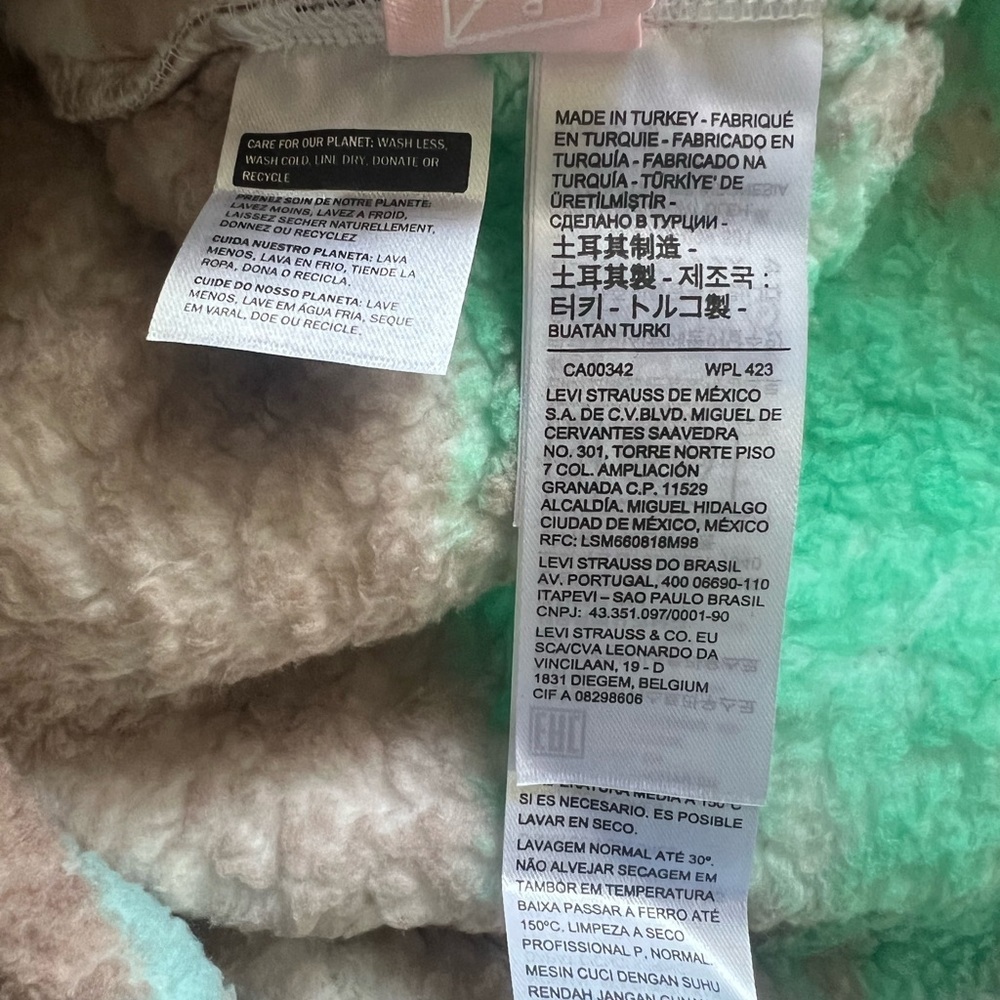 CARE FOR OUR PLANET: WASH LESS,
WASH COLD, LINE DRY, DONATE OR
RECYCLE
PRENEZ SOIN DE NOTRE PLANETE:
LAVEZ MOINS, LAVEZ A FROID,
LAISSEZ SECHER NATURELLEMENT,
DONNEZ OU RECYCLEZ
CUIDA NUESTRO PLANETA: LAVA
MENOS, LAVA EN FRIO, TIENDE LA
ROPA, DONA O RECICLA.
CUIDE DO NOSSO PLANETA: LAVE
MENOS, LAVE EM ÁGUA FRIA, SEQUE
EM VARAL, DOE OU RECICLE.
MADE IN TURKEY - FABRIQUÉ
EN TURQUIE - FABRICADO EN
TURQUÍA - FABRICADO NA
TURQUÍA - TÜRKİYE' DE
ÜRETİLMİŞTİR -
СДЕЛАНО В ТУРЦИИ -
土耳其制造 -
土耳其製 - 제조국 :
터키 - トルコ製 -
BUATAN TURKI
CA00342 WPL 423
LEVI STRAUSS DE MÉXICO
S.A. DE C.V.BLVD. MIGUEL DE
CERVANTES SAAVEDRA
NO. 301, TORRE NORTE PISO
7 COL. AMPLIACIÓN
GRANADA C.P. 11529
ALCALDÍA. MIGUEL HIDALGO
CIUDAD DE MÉXICO, MÉXICO
RFC: LSM660818M98
LEVI STRAUSS DO BRASIL
AV. PORTUGAL, 400 06690-110
ITAPEVI – SAO PAULO BRASIL
CNPJ: 43.351.097/0001-90
LEVI STRAUSS & CO. EU
SCA/CVA LEONARDO DA
VINCILAAN, 19 - D
1831 DIEGEM, BELGIUM
CIF A 08298606
EAC
MEDIA A 150°C
SI ES NECESARIO. ES POSIBLE
LAVAR EN SECO.
LAVAGEM NORMAL ATÉ 30º.
NÃO ALVEJAR SECAGEM EM
TAMBOR EM TEMPERATURA
BAIXA PASSAR A FERRO ATÉ
150ºC. LIMPEZA A SECO
PROFISSIONAL P, NORMAL.
MESIN CUCI DENGAN SUHU
RENDAH JANGAN